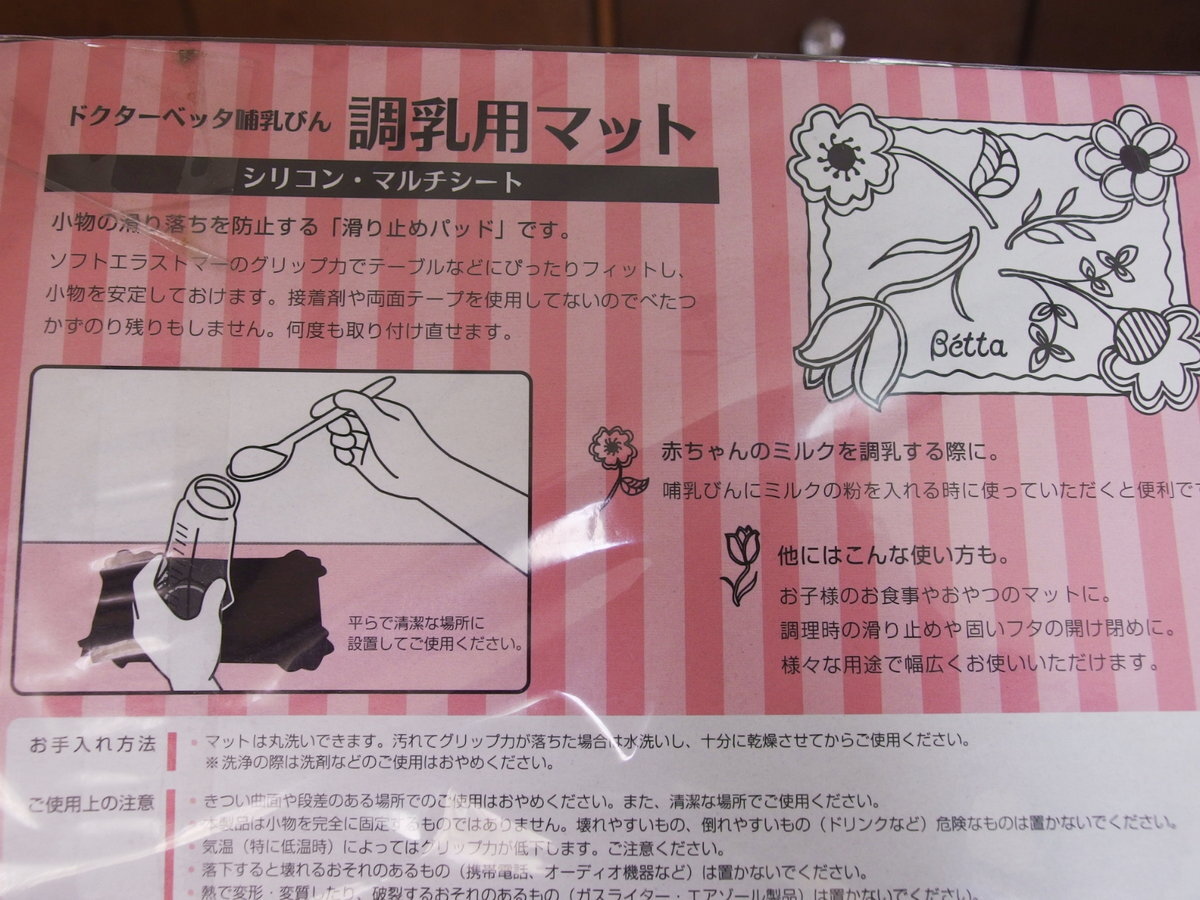 ドクターベッタ哺乳びん 調乳用マット
シリコン・マルチシート
小物の滑り落ちを防止する「滑り止めパッド」です。
ソフトエラストマーのグリップ力でテーブルなどにぴったりフィットし、
小物を安定しておけます。接着剤や両面テープを使用してないのでべたつ
かずのり残りもしません。何度も取り付け直せます。
Bétta
平らで清潔な場所に
設置してご使用ください。
赤ちゃんのミルクを調乳する際に。
哺乳びんにミルクの粉を入れる時に使っていただくと便利です
他にはこんな使い方も。
お子様のお食事やおやつのマットに。
調理時の滑り止めや固いフタの開け閉めに。
様々な用途で幅広くお使いいただけます。
お手入れ方法
・マットは丸洗いできます。汚れてグリップ力が落ちた場合は水洗いし、十分に乾燥させてからご使用ください。
※洗浄の際は洗剤などのご使用はおやめください。
ご使用上の注意
・きつい曲面や段差のある場所でのご使用はおやめください。また、清潔な場所でご使用ください。
・本製品は小物を完全に固定するものではありません。壊れやすいもの、倒れやすいもの（ドリンクなど）危険なものは置かないでください。
・気温（特に低温時）によってはグリップ力が低下します。ご注意ください。
・落下すると壊れるおそれのあるもの（携帯電話、オーディオ機器など）は置かないでください。
・熱で変形・変質したり、破裂するおそれのあるもの（ガスライター・エアゾール製品）は置かないでください。